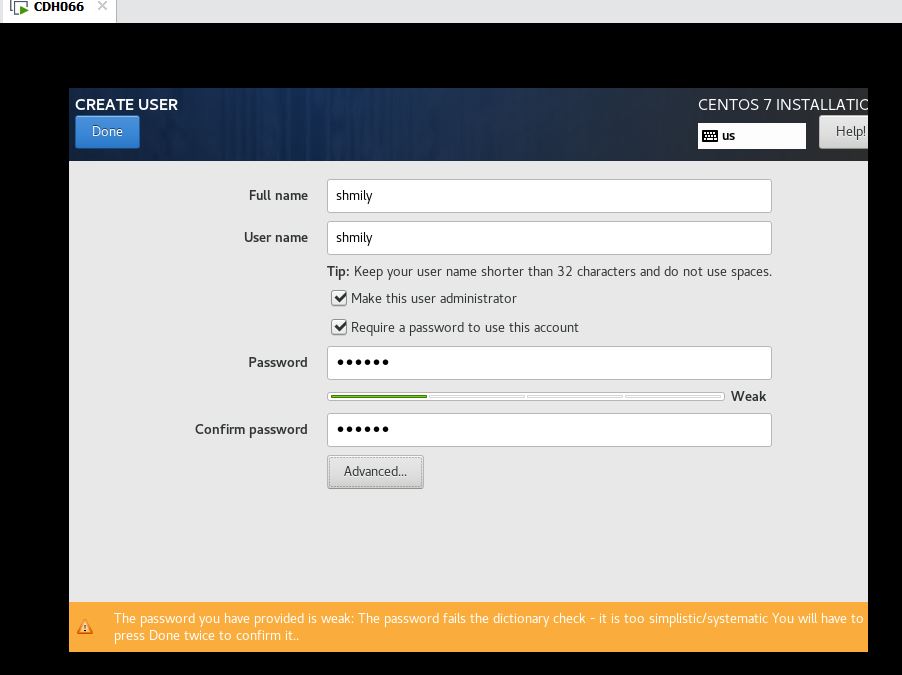 CDH066
CREATE USER
CENTOS 7 INSTALLATIO
Done
us
Help!
Full name
shmily
User name
shmily
Tip: Keep your user name shorter than 32 characters and do not use spaces.
Make this user administrator
Require a password to use this account
Password
••••••
Weak
Confirm password
••••••
Advanced...
The password you have provided is weak: The password fails the dictionary check - it is too simplistic/systematic You will have to
press Done twice to confirm it..